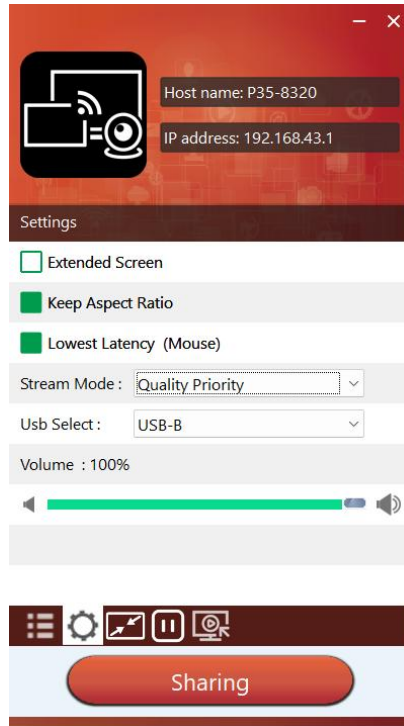 Host name: P35-8320
IP address: 192.168.43.1
Settings
Extended Screen
Keep Aspect Ratio
Lowest Latency (Mouse)
Stream Mode : Quality Priority
Usb Select : USB-B
Volume : 100%
Sharing